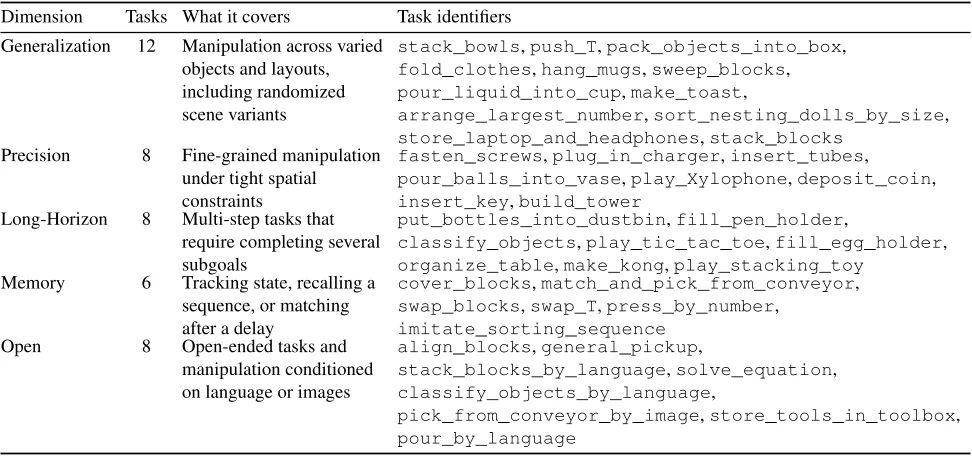 Dimension Tasks What it covers Task identifiers
Generalization 12 Manipulation across varied stack_bowls, push_T, pack_objects_into_box,
objects and layouts, fold_clothes, hang_mugs, sweep_blocks,
including randomized pour_liquid_into_cup, make_toast,
scene variants arrange_largest_number, sort_nesting_dolls_by_size,
store_laptop_and_headphones, stack_blocks
Precision 8 Fine-grained manipulation fasten_screws, plug_in_charger, insert_tubes,
under tight spatial pour_balls_into_vase, play_Xylophone, deposit_coin,
constraints insert_key, build_tower
Long-Horizon 8 Multi-step tasks that put_bottles_into_dustbin, fill_pen_holder,
require completing several classify_objects, play_tic_tac_toe, fill_egg_holder,
subgoals organize_table, make_kong, play_stacking_toy
Memory 6 Tracking state, recalling a cover_blocks, match_and_pick_from_conveyor,
sequence, or matching swap_blocks, swap_T, press_by_number,
after a delay imitate_sorting_sequence
Open 8 Open-ended tasks and align_blocks, general_pickup,
manipulation conditioned stack_blocks_by_language, solve_equation,
on language or images classify_objects_by_language,
pick_from_conveyor_by_image, store_tools_in_toolbox,
pour_by_language